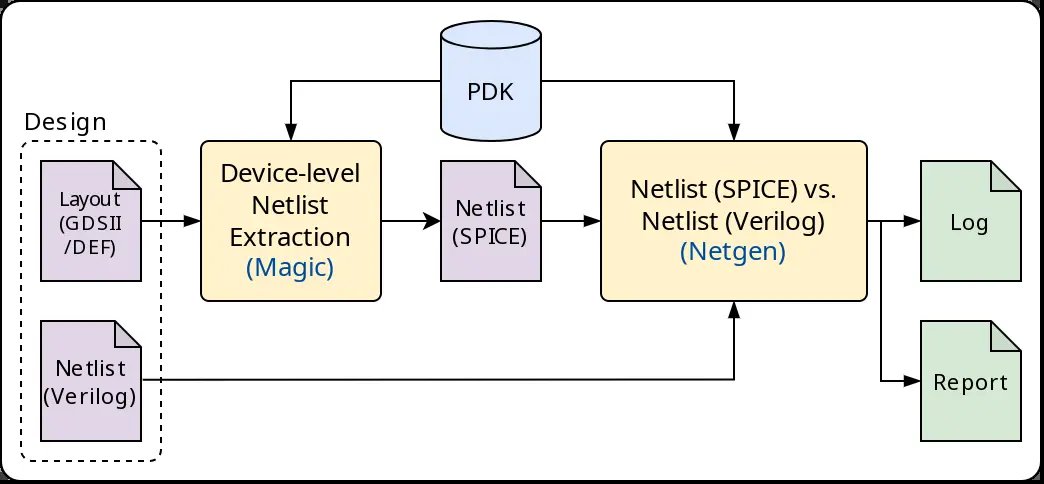 PDK
Design
Layout
(GDSII
/DEF)
Device-level
Netlist
Extraction
(Magic)
Netlist
(SPICE)
Netlist (SPICE) vs.
Netlist (Verilog)
(Netgen)
Log
Netlist
(Verilog)
Report